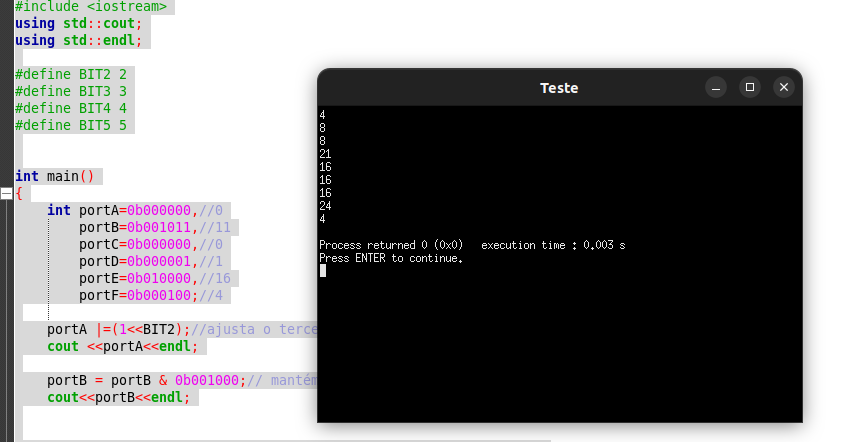 #include <iostream>
using std::cout;
using std::endl;
#define BIT2 2
#define BIT3 3
#define BIT4 4
#define BIT5 5
int main()
{
int portA=0b000000,//0
portB=0b001011,//11
portC=0b000000,//0
portD=0b000001,//1
portE=0b010000,//16
portF=0b000100;//4
portA |=(1<<BIT2);//ajusta o terce
cout <<portA<<endl;
portB = portB & 0b001000;// mantém
cout<<portB<<endl;
Teste
4
8
8
21
16
16
16
24
4
Process returned 0 (0x0) execution time : 0.003 s
Press ENTER to continue.